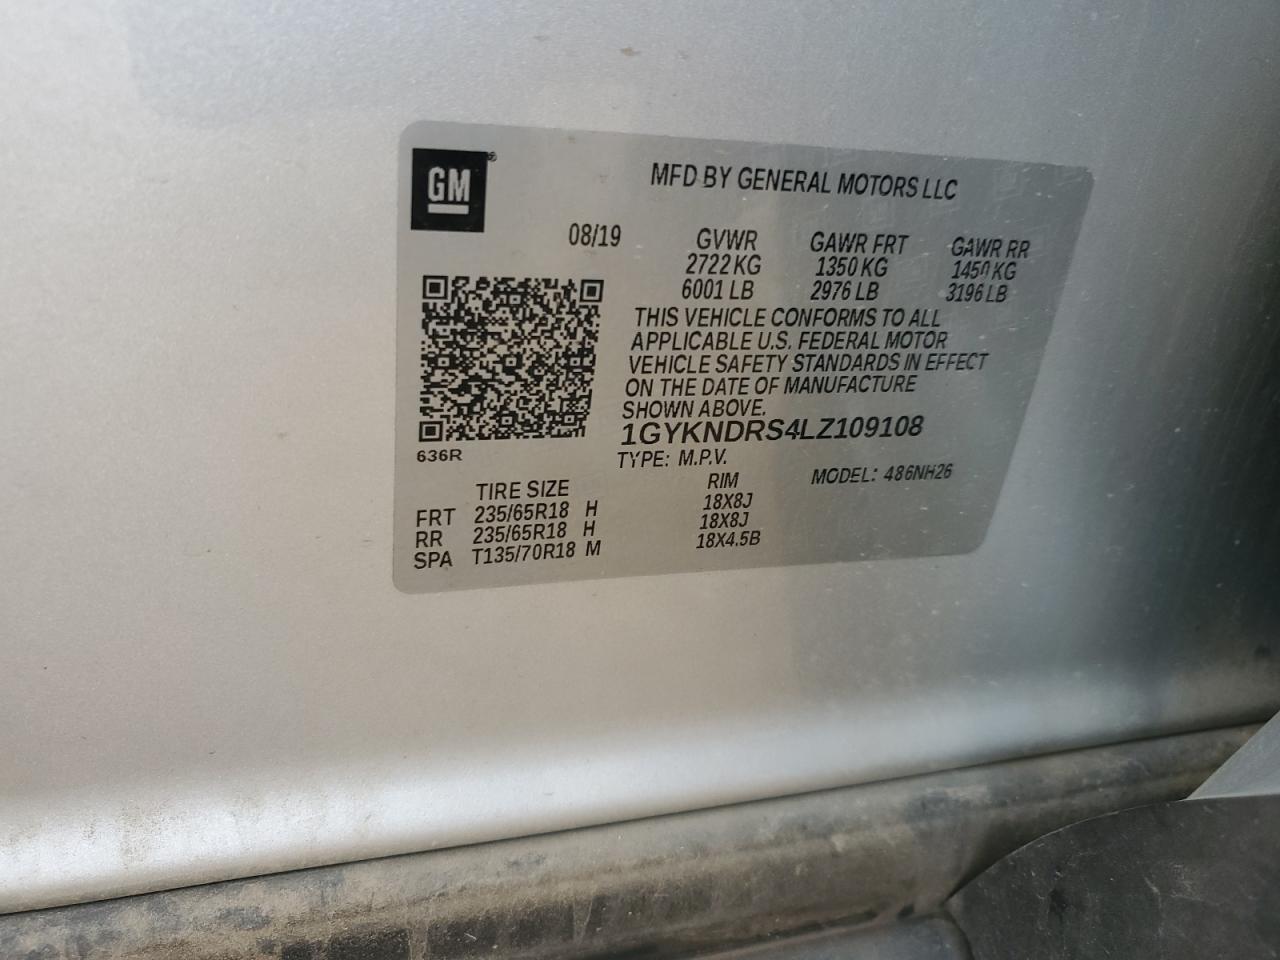 GM®
MFD BY GENERAL MOTORS LLC
08/19 GVWR GAWR FRT GAWR RR
2722 KG 1350 KG 1450 KG
6001 LB 2976 LB 3196 LB
THIS VEHICLE CONFORMS TO ALL
APPLICABLE U.S. FEDERAL MOTOR
VEHICLE SAFETY STANDARDS IN EFFECT
ON THE DATE OF MANUFACTURE
SHOWN ABOVE.
1GYKNDRS4LZ109108
636R
TYPE: M.P.V. MODEL: 486NH26
TIRE SIZE RIM
FRT 235/65R18 H 18X8J
RR 235/65R18 H 18X8J
SPA T135/70R18 M 18X4.5B